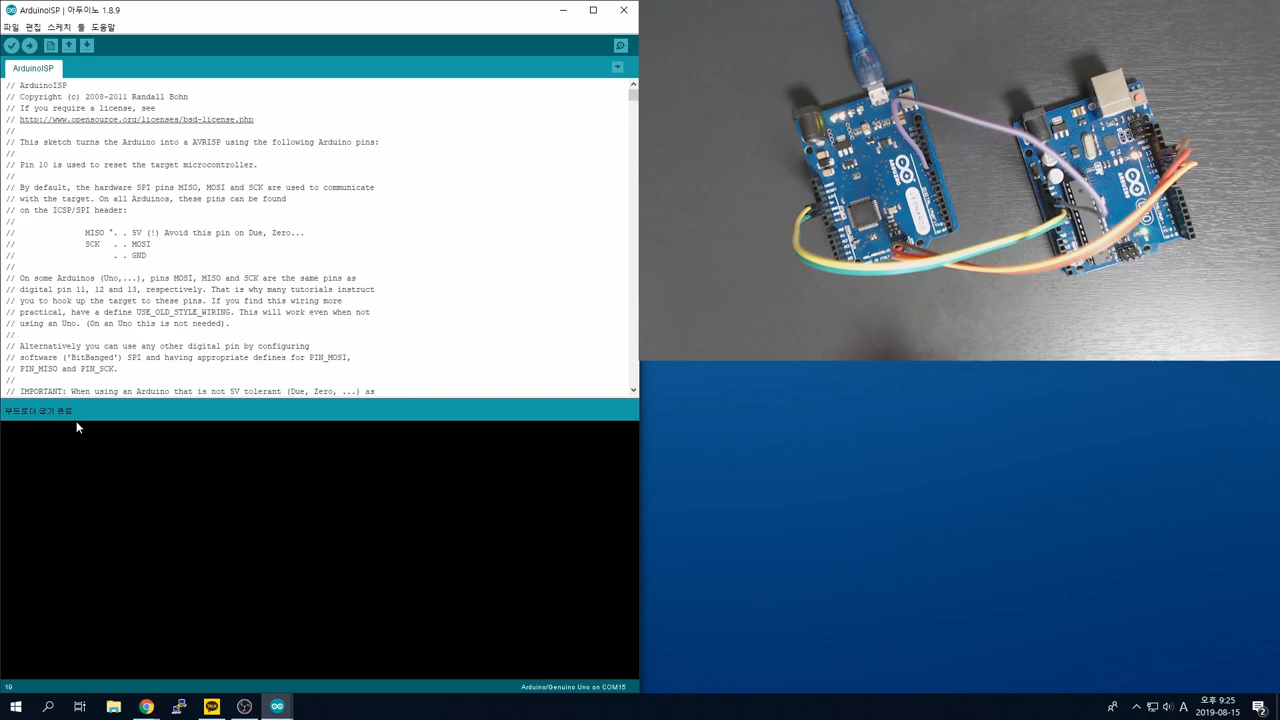 ArduinoISP | 아두이노 1.8.9
파일 편집 스케치 툴 도움말
ArduinoISP
// ArduinoISP
// Copyright (c) 2008-2011 Randall Bohn
// If you require a license, see
// http://www.opensource.org/licenses/bsd-license.php
//
// This sketch turns the Arduino into a AVRISP using the following Arduino pins:
//
// Pin 10 is used to reset the target microcontroller.
//
// By default, the hardware SPI pins MISO, MOSI and SCK are used to communicate
// with the target. On all Arduinos, these pins can be found
// on the ICSP/SPI header:
//
// MISO °. . 5V (!) Avoid this pin on Due, Zero...
// SCK . . MOSI
// . . GND
//
// On some Arduinos (Uno,...), pins MOSI, MISO and SCK are the same pins as
// digital pin 11, 12 and 13, respectively. That is why many tutorials instruct
// you to hook up the target to these pins. If you find this wiring more
// practical, have a define USE_OLD_STYLE_WIRING. This will work even when not
// using an Uno. (On an Uno this is not needed).
//
// Alternatively you can use any other digital pin by configuring
// software ('BitBanged') SPI and having appropriate defines for PIN_MOSI,
// PIN_MISO and PIN_SCK.
//
// IMPORTANT: When using an Arduino that is not 5V tolerant (Due, Zero, ...) as
부트로더 굽기 완료
19
Arduino/Genuino Uno on COM15
TALK
A
오후 9:25
2019-08-15
2